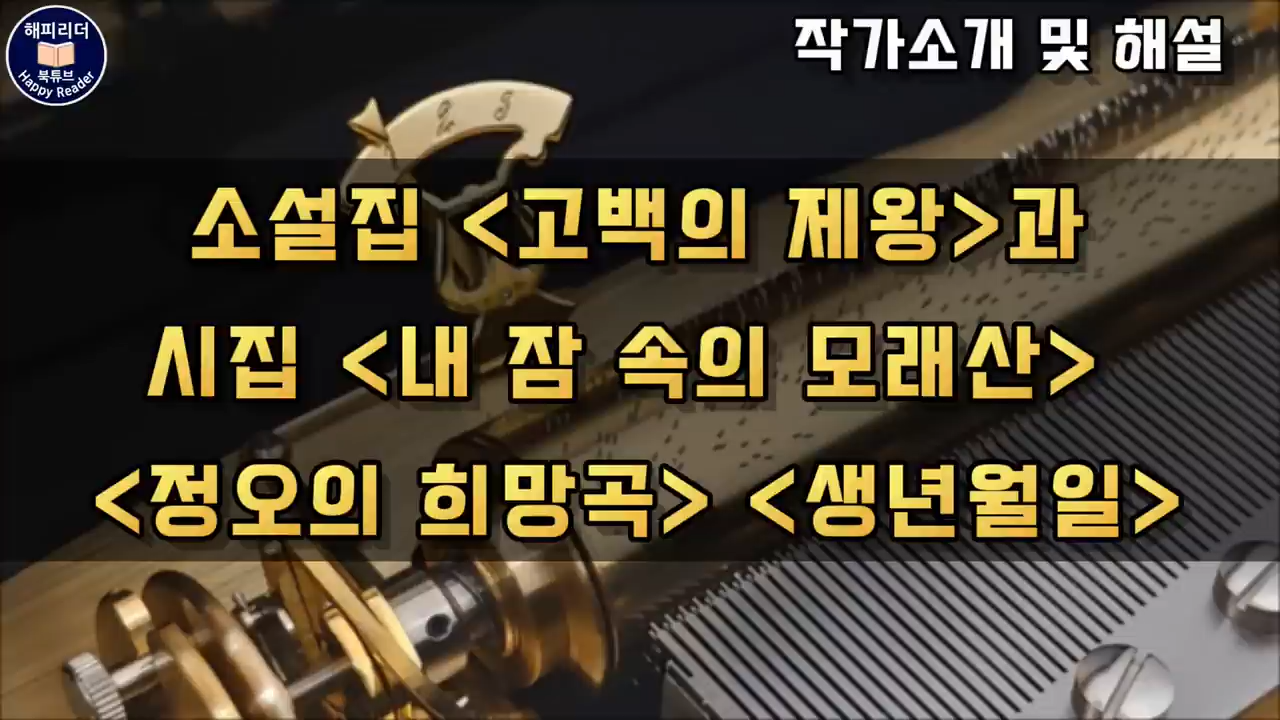 해피리더
북튜브
Happy Reader
작가소개 및 해설
소설집 <고백의 제왕>과
시집 <내 잠 속의 모래산>
<정오의 희망곡> <생년월일>